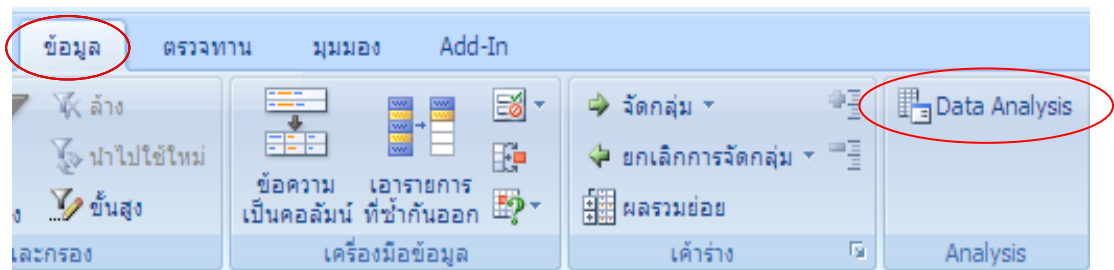 ข้อมูล ตรวจทาน มุมมอง Add-In
ล้าง
นำไปใช้ใหม่
ขั้นสูง
ข้อความ
เป็นคอลัมน์
เอารายการ
ที่ซ้ำกันออก
จัดกลุ่ม
ยกเลิกการจัดกลุ่ม
ผลรวมย่อย
Data Analysis
ละกรอง เครื่องมือข้อมูล เค้าร่าง Analysis